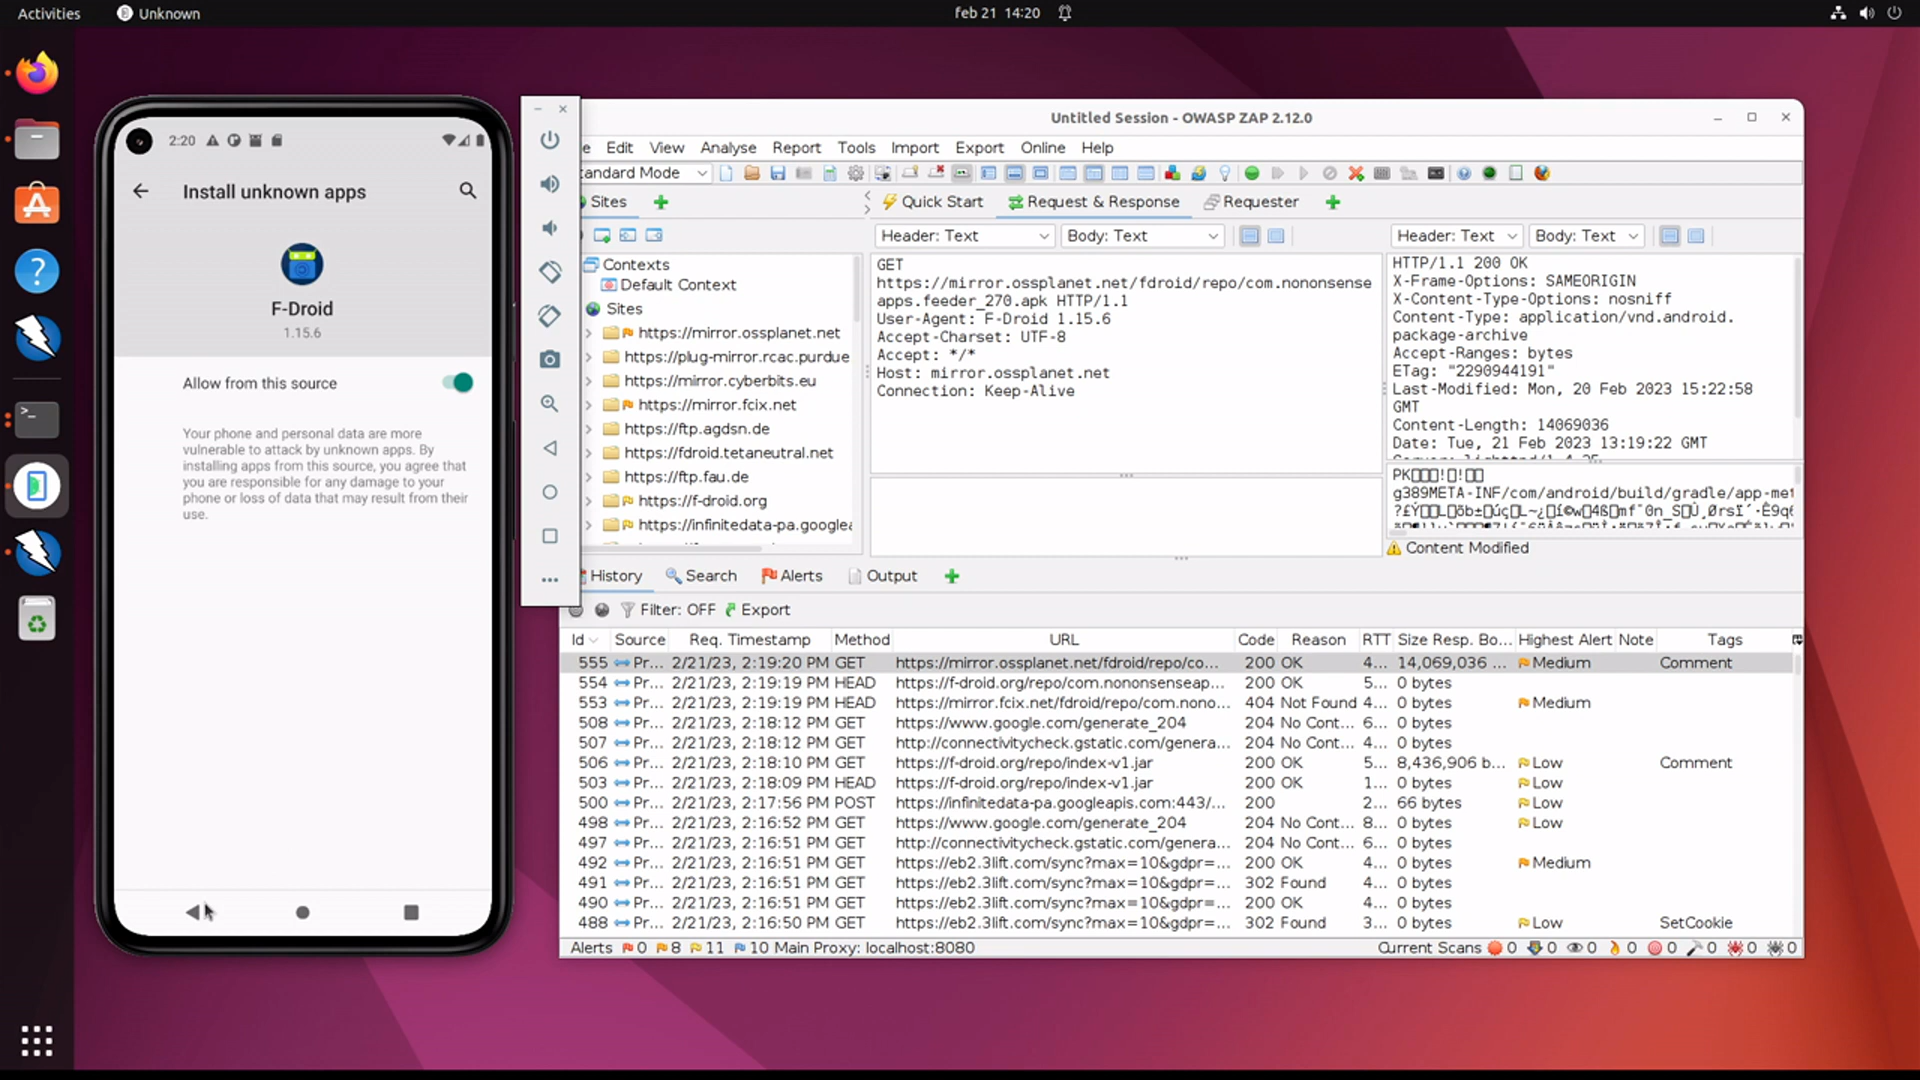 Activities
Unknown
feb 21 14:20
2:20
Install unknown apps
F-Droid
1.15.6
Allow from this source
Your phone and personal data are more
vulnerable to attack by unknown apps. By
installing apps from this source, you agree that
you are responsible for any damage to your
phone or loss of data that may result from their
use.
Untitled Session - OWASP ZAP 2.12.0
Edit View Analyse Report Tools Import Export Online Help
tandard Mode
Sites
Quick Start
Request & Response
Requester
Header: Text
Body: Text
Header: Text
Body: Text
Contexts
Default Context
Sites
https://mirror.ossplanet.net
https://plug-mirror.rcac.purdue
https://mirror.cyberbits.eu
https://mirror.fcix.net
https://ftp.agdsn.de
https://fdroid.tetaneutral.net
https://ftp.fau.de
https://f-droid.org
https://infinitedata-pa.googlea
GET
https://mirror.ossplanet.net/fdroid/repo/com.nononsense
apps.feeder_270.apk HTTP/1.1
User-Agent: F-Droid 1.15.6
Accept-Charset: UTF-8
Accept: */*
Host: mirror.ossplanet.net
Connection: Keep-Alive
HTTP/1.1 200 OK
X-Frame-Options: SAMEORIGIN
X-Content-Type-Options: nosniff
Content-Type: application/vnd.android.
package-archive
Accept-Ranges: bytes
ETag: "2290944191"
Last-Modified: Mon, 20 Feb 2023 15:22:58
GMT
Content-Length: 14069036
Date: Tue, 21 Feb 2023 13:19:22 GMT
g389META-INF/com/android/build/gradle/app-met
Content Modified
History
Search
Alerts
Output
Filter: OFF
Export
Id Source Req. Timestamp Method URL Code Reason RTT Size Resp. Bo... Highest Alert Note Tags
555 Pr... 2/21/23, 2:19:20 PM GET https://mirror.ossplanet.net/fdroid/repo/co... 200 OK 4... 14,069,036 ... Medium Comment
554 Pr... 2/21/23, 2:19:19 PM HEAD https://f-droid.org/repo/com.nononsenseap... 200 OK 5... 0 bytes
553 Pr... 2/21/23, 2:19:19 PM HEAD https://mirror.fcix.net/fdroid/repo/com.nono... 404 Not Found 4... 0 bytes Medium
508 Pr... 2/21/23, 2:18:12 PM GET https://www.google.com/generate_204 204 No Cont... 6... 0 bytes
507 Pr... 2/21/23, 2:18:12 PM GET http://connectivitycheck.gstatic.com/genera... 204 No Cont... 4... 0 bytes
506 Pr... 2/21/23, 2:18:10 PM GET https://f-droid.org/repo/index-v1.jar 200 OK 5... 8,436,906 b... Low Comment
503 Pr... 2/21/23, 2:18:09 PM HEAD https://f-droid.org/repo/index-v1.jar 200 OK 1... 0 bytes Low
500 Pr... 2/21/23, 2:17:56 PM POST https://infinitedata-pa.googleapis.com:443/... 200 2... 66 bytes Low
498 Pr... 2/21/23, 2:16:52 PM GET https://www.google.com/generate_204 204 No Cont... 8... 0 bytes Low
497 Pr... 2/21/23, 2:16:51 PM GET http://connectivitycheck.gstatic.com/genera... 204 No Cont... 6... 0 bytes
492 Pr... 2/21/23, 2:16:51 PM GET https://eb2.3lift.com/sync?max=10&gdpr=... 200 OK 4... 0 bytes Medium
491 Pr... 2/21/23, 2:16:51 PM GET https://eb2.3lift.com/sync?max=10&gdpr=... 302 Found 4... 0 bytes
490 Pr... 2/21/23, 2:16:51 PM GET https://eb2.3lift.com/sync?max=10&gdpr=... 200 OK 4... 0 bytes
488 Pr... 2/21/23, 2:16:50 PM GET https://eb2.3lift.com/sync?max=10&gdpr=... 302 Found 3... 0 bytes Low SetCookie
Alerts 0 8 11 10 Main Proxy: localhost:8080
Current Scans 0 0 0 0 0 0 0 0